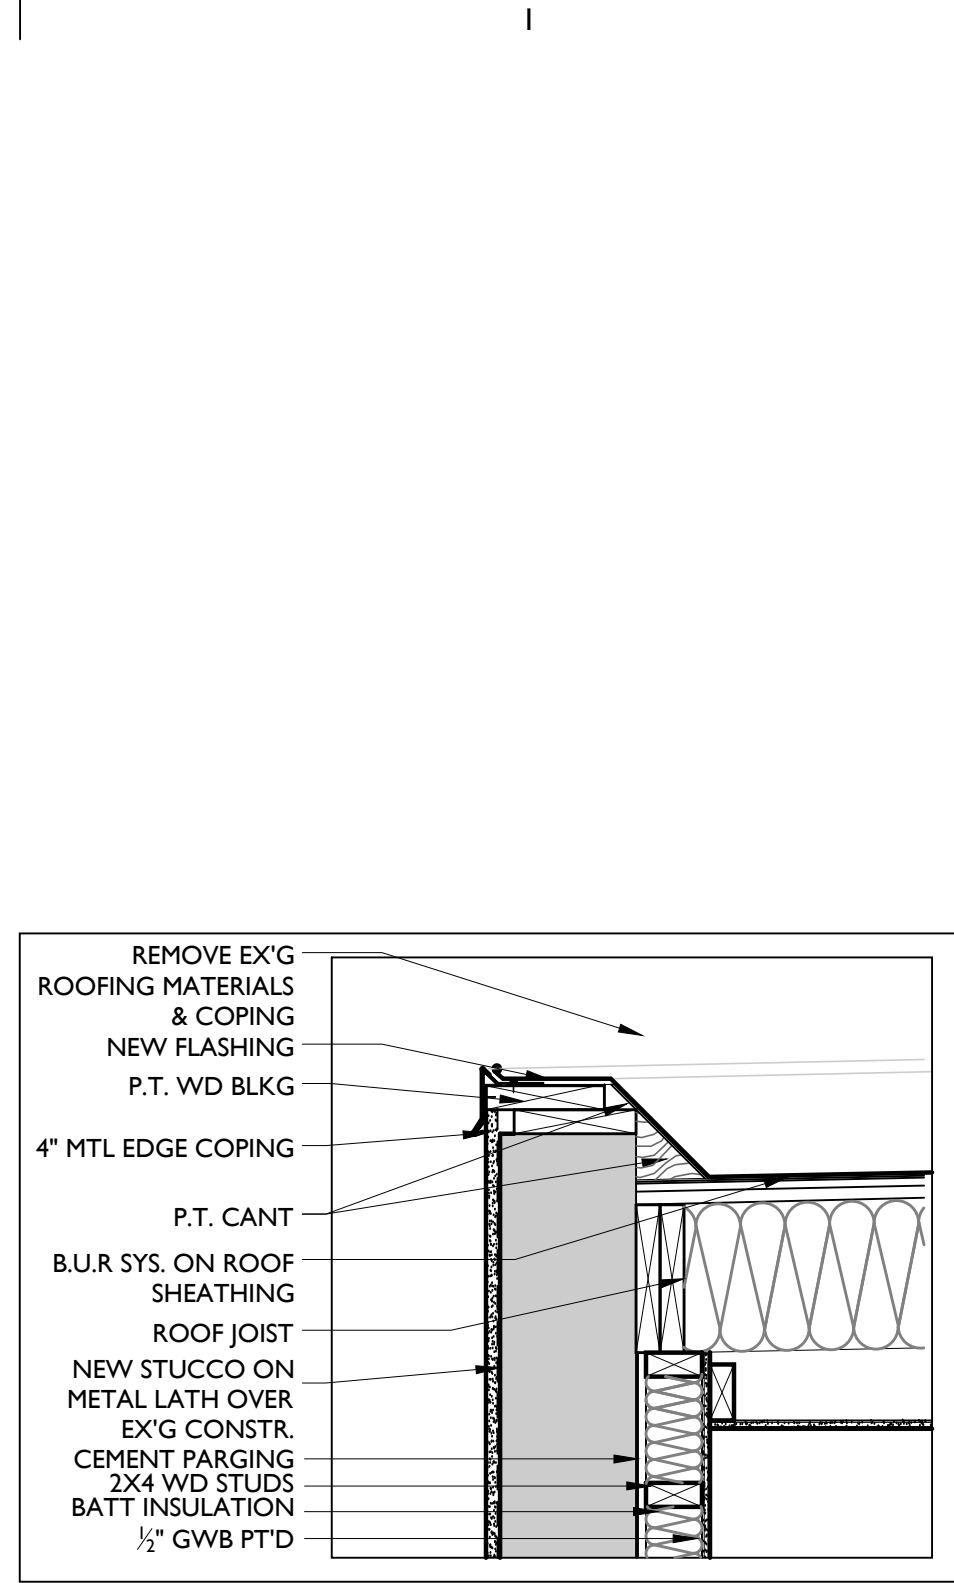 REMOVE EX'G
ROOFING MATERIALS
& COPING
NEW FLASHING
P.T. WD BLKG
4" MTL EDGE COPING
P.T. CANT
B.U.R SYS. ON ROOF
SHEATHING
ROOF JOIST
NEW STUCCO ON
METAL LATH OVER
EX'G CONSTR.
CEMENT PARGING
2X4 WD STUDS
BATT INSULATION
½" GWB PT'D